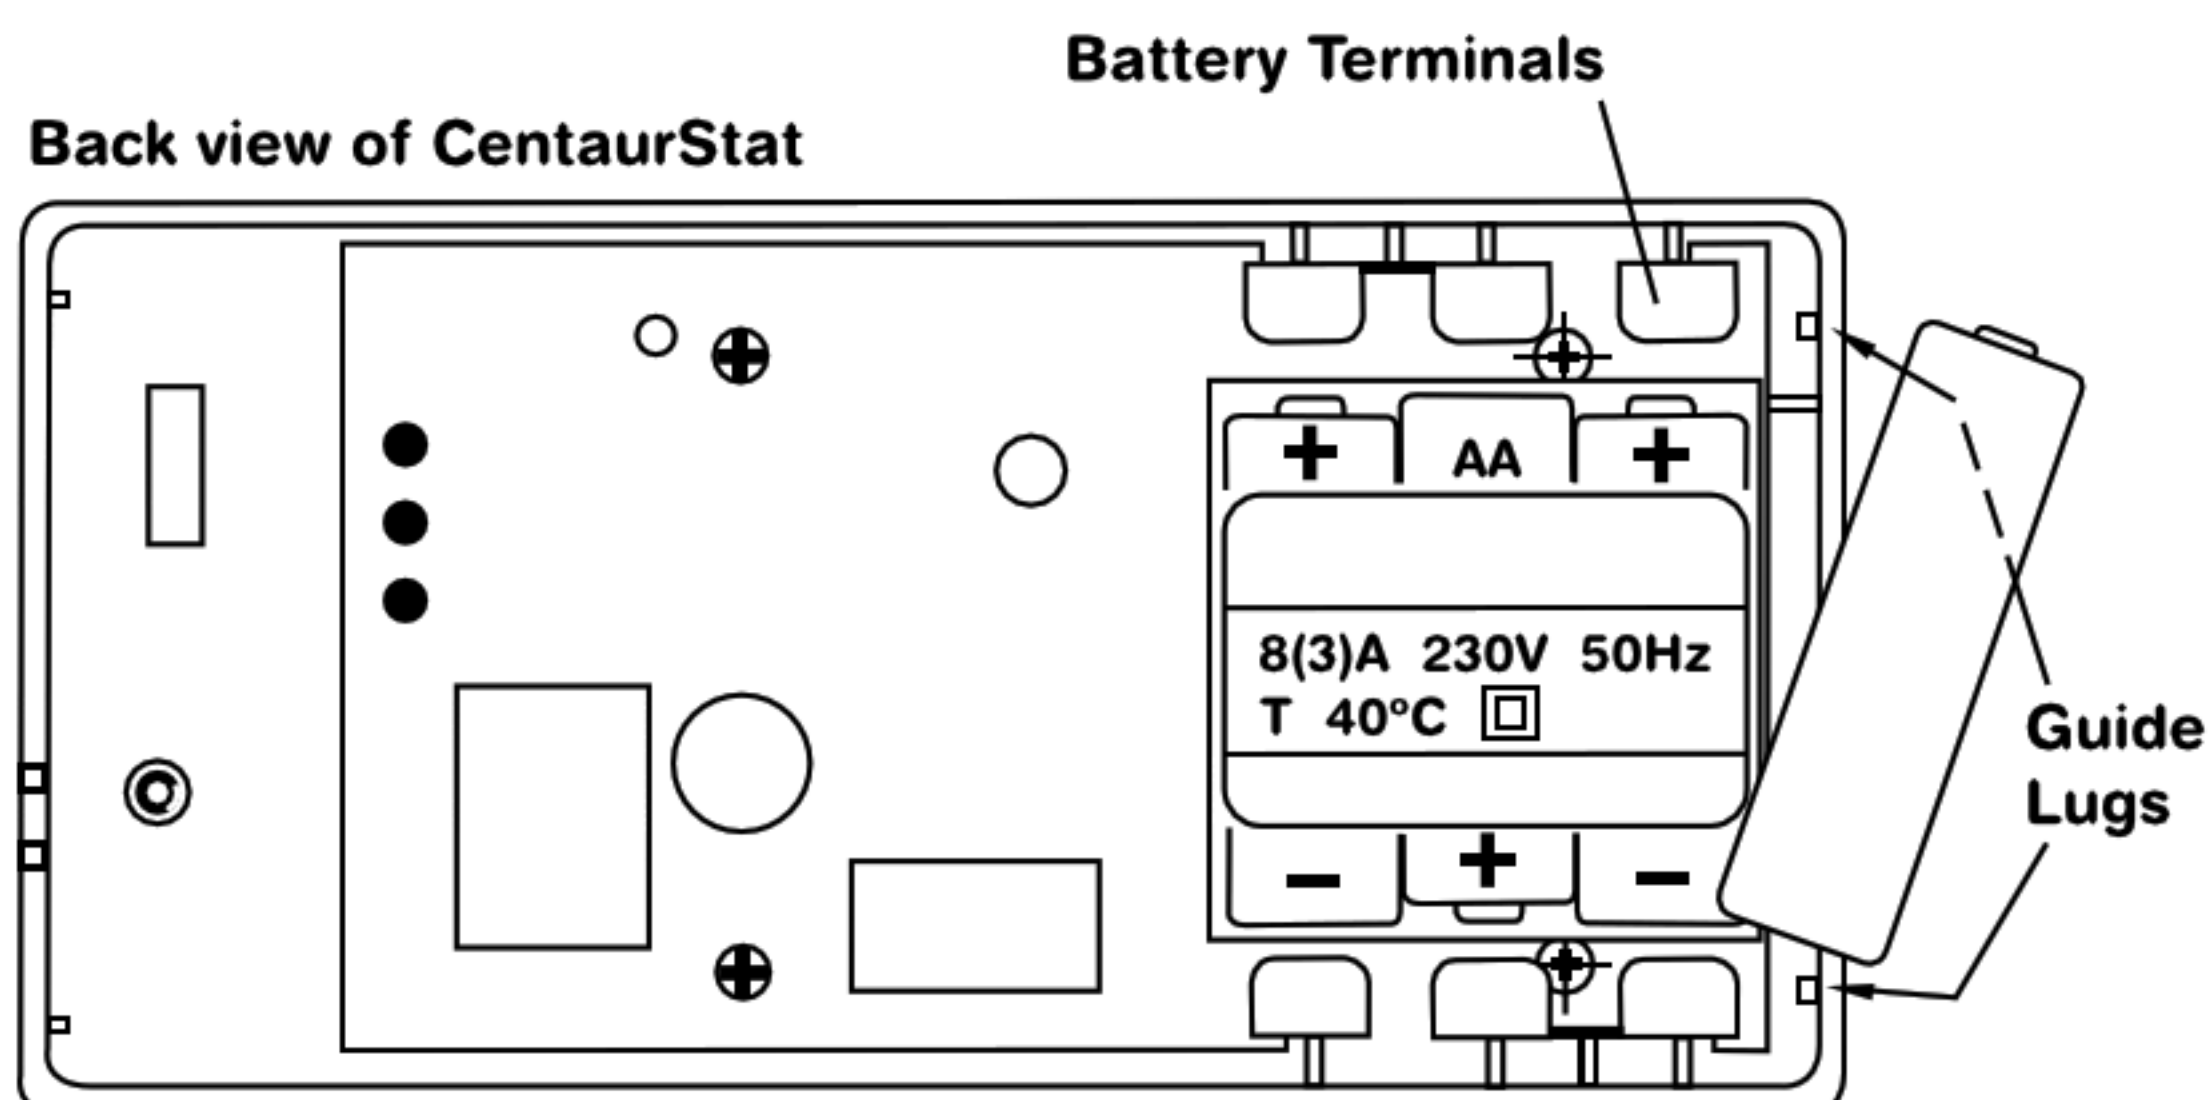 Battery Terminals
Back view of CentaurStat
+ AA +
8(3)A 230V 50Hz
T 40°C
Guide
Lugs
− + −